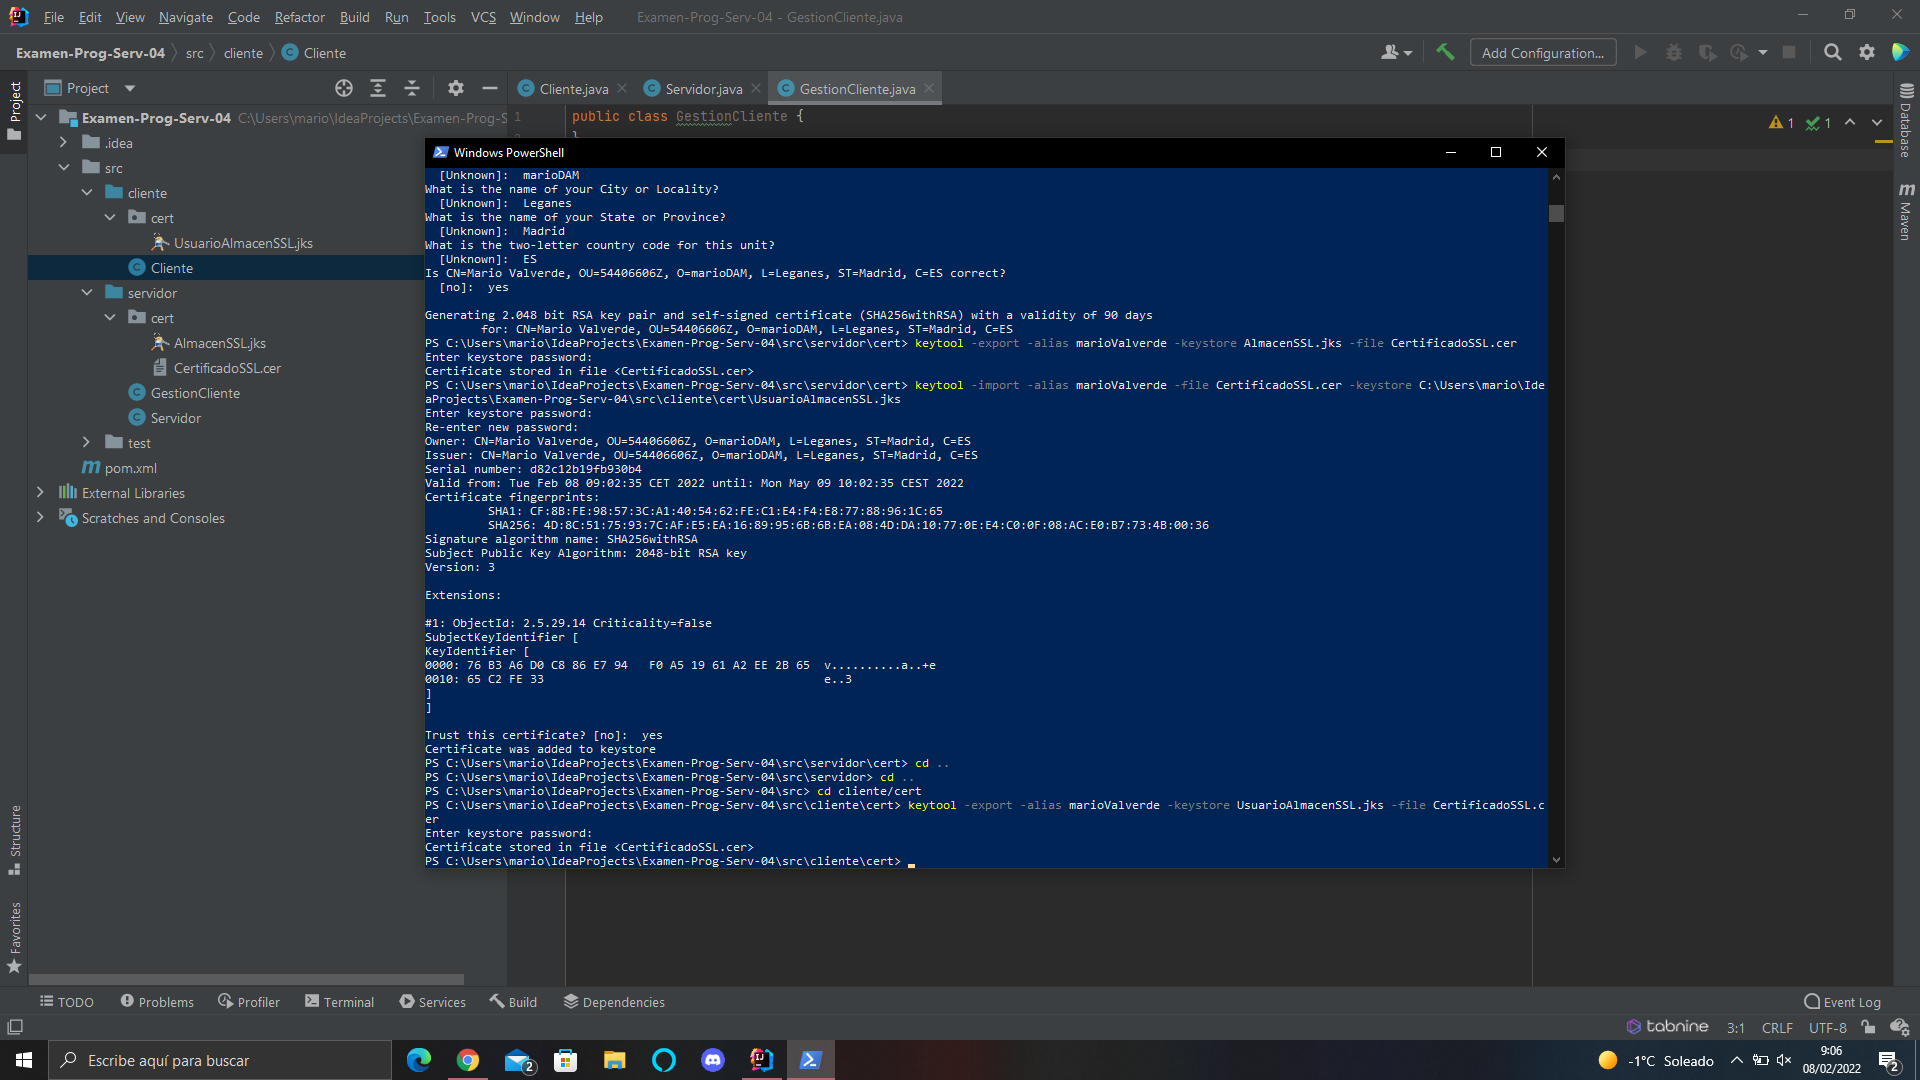 File Edit View Navigate Code Refactor Build Run Tools VCS Window Help Examen-Prog-Serv-04 - GestionCliente.java
Examen-Prog-Serv-04 src cliente Cliente Add Configuration...
Project Cliente.java Servidor.java GestionCliente.java
Project
Examen-Prog-Serv-04 C:\Users\mario\IdeaProjects\Examen-Prog-S
.idea
src
cliente
cert
UsuarioAlmacenSSL.jks
Cliente
servidor
cert
AlmacenSSL.jks
CertificadoSSL.cer
GestionCliente
Servidor
test
pom.xml
External Libraries
Scratches and Consoles
1 public class GestionCliente {
}
1 1
Database
Maven
Windows PowerShell
[Unknown]:  marioDAM
What is the name of your City or Locality?
[Unknown]:  Leganes
What is the name of your State or Province?
[Unknown]:  Madrid
What is the two-letter country code for this unit?
[Unknown]:  ES
Is CN=Mario Valverde, OU=54406606Z, O=marioDAM, L=Leganes, ST=Madrid, C=ES correct?
[no]:  yes
Generating 2.048 bit RSA key pair and self-signed certificate (SHA256withRSA) with a validity of 90 days
for: CN=Mario Valverde, OU=54406606Z, O=marioDAM, L=Leganes, ST=Madrid, C=ES
PS C:\Users\mario\IdeaProjects\Examen-Prog-Serv-04\src\servidor\cert> keytool -export -alias marioValverde -keystore AlmacenSSL.jks -file CertificadoSSL.cer
Enter keystore password:
Certificate stored in file <CertificadoSSL.cer>
PS C:\Users\mario\IdeaProjects\Examen-Prog-Serv-04\src\servidor\cert> keytool -import -alias marioValverde -file CertificadoSSL.cer -keystore C:\Users\mario\Ide
aProjects\Examen-Prog-Serv-04\src\cliente\cert\UsuarioAlmacenSSL.jks
Enter keystore password:
Re-enter new password:
Owner: CN=Mario Valverde, OU=54406606Z, O=marioDAM, L=Leganes, ST=Madrid, C=ES
Issuer: CN=Mario Valverde, OU=54406606Z, O=marioDAM, L=Leganes, ST=Madrid, C=ES
Serial number: d82c12b19fb930b4
Valid from: Tue Feb 08 09:02:35 CET 2022 until: Mon May 09 10:02:35 CEST 2022
Certificate fingerprints:
SHA1: CF:8B:FE:98:57:3C:A1:40:54:62:FE:C1:E4:F4:E8:77:88:96:1C:65
SHA256: 4D:8C:51:75:93:7C:AF:E5:EA:16:89:95:6B:6B:EA:08:4D:DA:10:77:0E:E4:C0:0F:08:AC:E0:B7:73:4B:00:36
Signature algorithm name: SHA256withRSA
Subject Public Key Algorithm: 2048-bit RSA key
Version: 3
Extensions:
#1: ObjectId: 2.5.29.14 Criticality=false
SubjectKeyIdentifier [
KeyIdentifier [
0000: 76 B3 A6 D0 C8 86 E7 94   F0 A5 19 61 A2 EE 2B 65  v..........a..+e
0010: 65 C2 FE 33                                        e..3
]
]
Trust this certificate? [no]:  yes
Certificate was added to keystore
PS C:\Users\mario\IdeaProjects\Examen-Prog-Serv-04\src\servidor\cert> cd ..
PS C:\Users\mario\IdeaProjects\Examen-Prog-Serv-04\src\servidor> cd ..
PS C:\Users\mario\IdeaProjects\Examen-Prog-Serv-04\src> cd cliente/cert
PS C:\Users\mario\IdeaProjects\Examen-Prog-Serv-04\src\cliente\cert> keytool -export -alias marioValverde -keystore UsuarioAlmacenSSL.jks -file CertificadoSSL.c
er
Enter keystore password:
Certificate stored in file <CertificadoSSL.cer>
PS C:\Users\mario\IdeaProjects\Examen-Prog-Serv-04\src\cliente\cert>
Structure
Favorites
TODO Problems Profiler Terminal Services Build Dependencies Event Log
tabnine 3:1 CRLF UTF-8
Escribe aquí para buscar 2 -1°C Soleado 9:06
08/02/2022 2